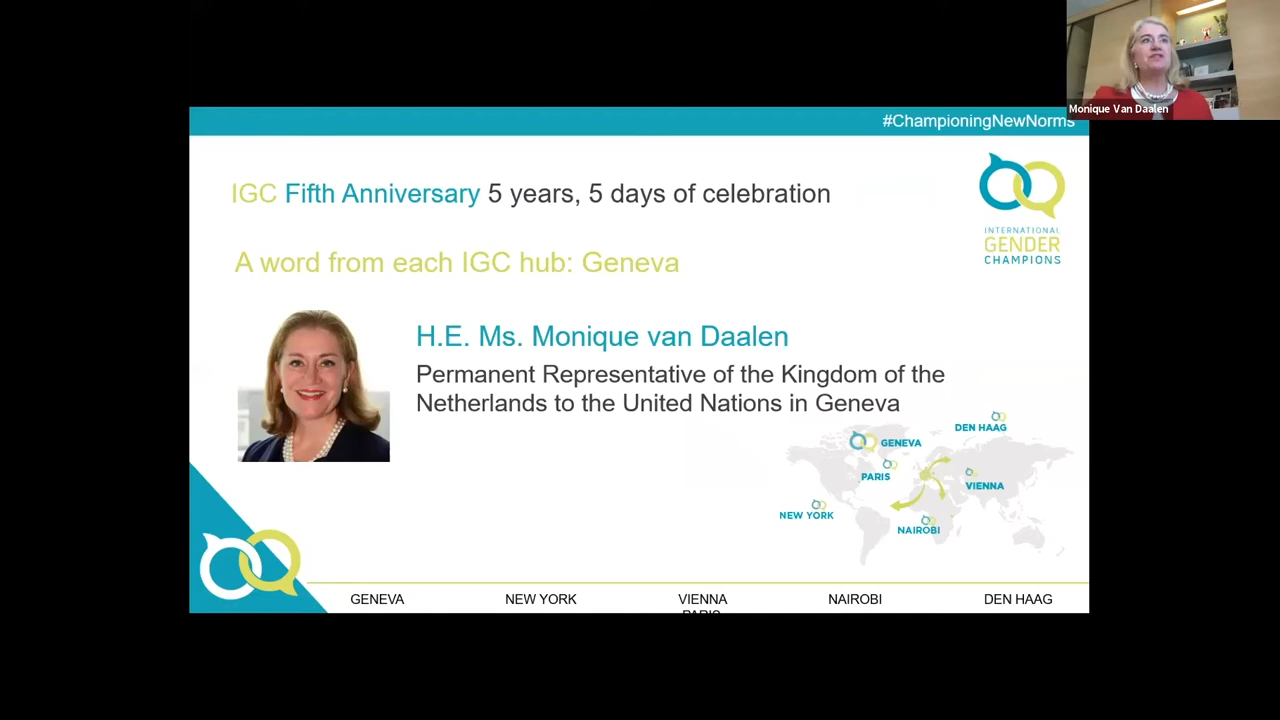 Monique Van Daalen
#ChampioningNewNorms
IGC Fifth Anniversary 5 years, 5 days of celebration
INTERNATIONAL
GENDER
CHAMPIONS
A word from each IGC hub: Geneva
H.E. Ms. Monique van Daalen
Permanent Representative of the Kingdom of the
Netherlands to the United Nations in Geneva
DEN HAAG
GENEVA
PARIS
VIENNA
NEW YORK
NAIROBI
GENEVA NEW YORK VIENNA NAIROBI DEN HAAG
PARIS